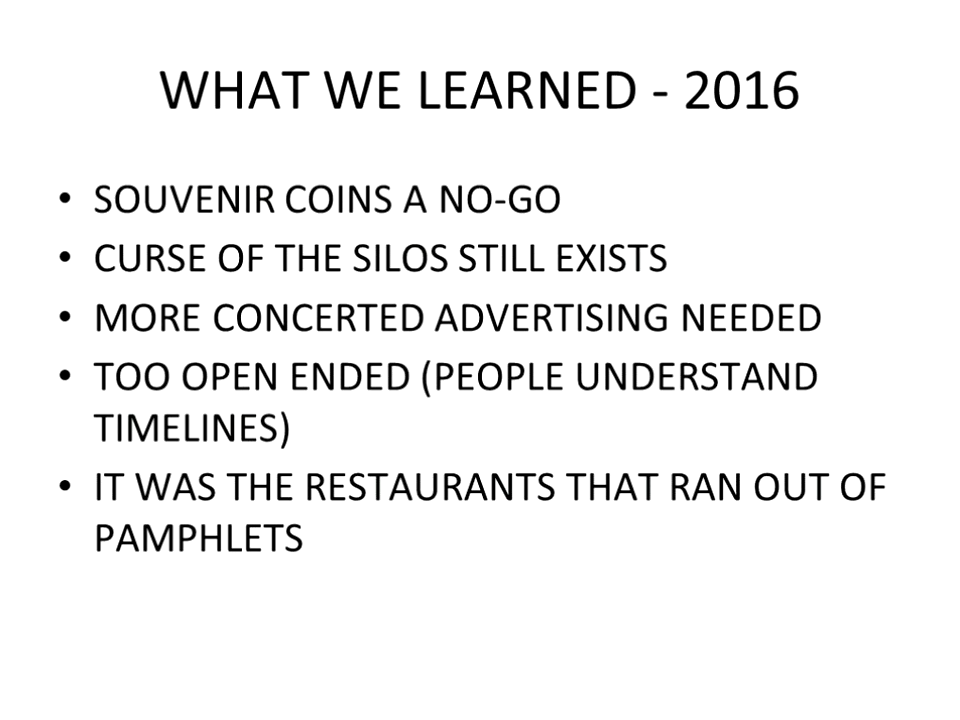 WHAT WE LEARNED - 2016
• SOUVENIR COINS A NO-GO
• CURSE OF THE SILOS STILL EXISTS
• MORE CONCERTED ADVERTISING NEEDED
• TOO OPEN ENDED (PEOPLE UNDERSTAND
TIMELINES)
• IT WAS THE RESTAURANTS THAT RAN OUT OF
PAMPHLETS